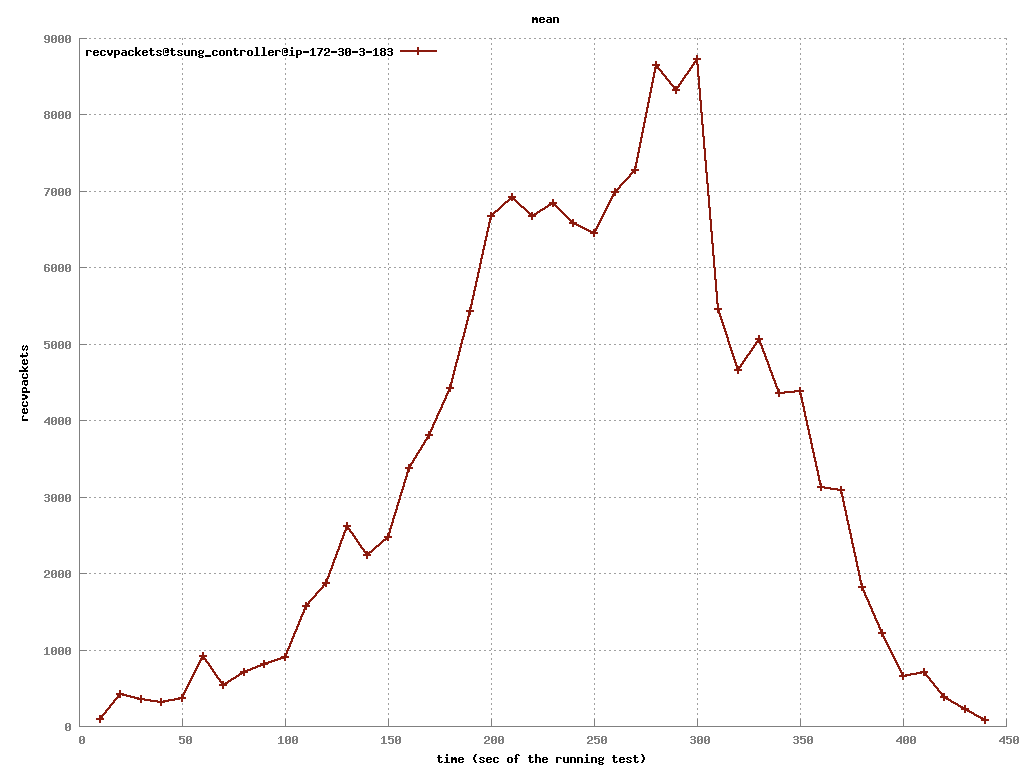 mean
recvpackets@tsung_controller@ip-172-30-3-183
9000
8000
7000
6000
5000
4000
3000
2000
1000
0
recvpackets
0 50 100 150 200 250 300 350 400 450
time (sec of the running test)